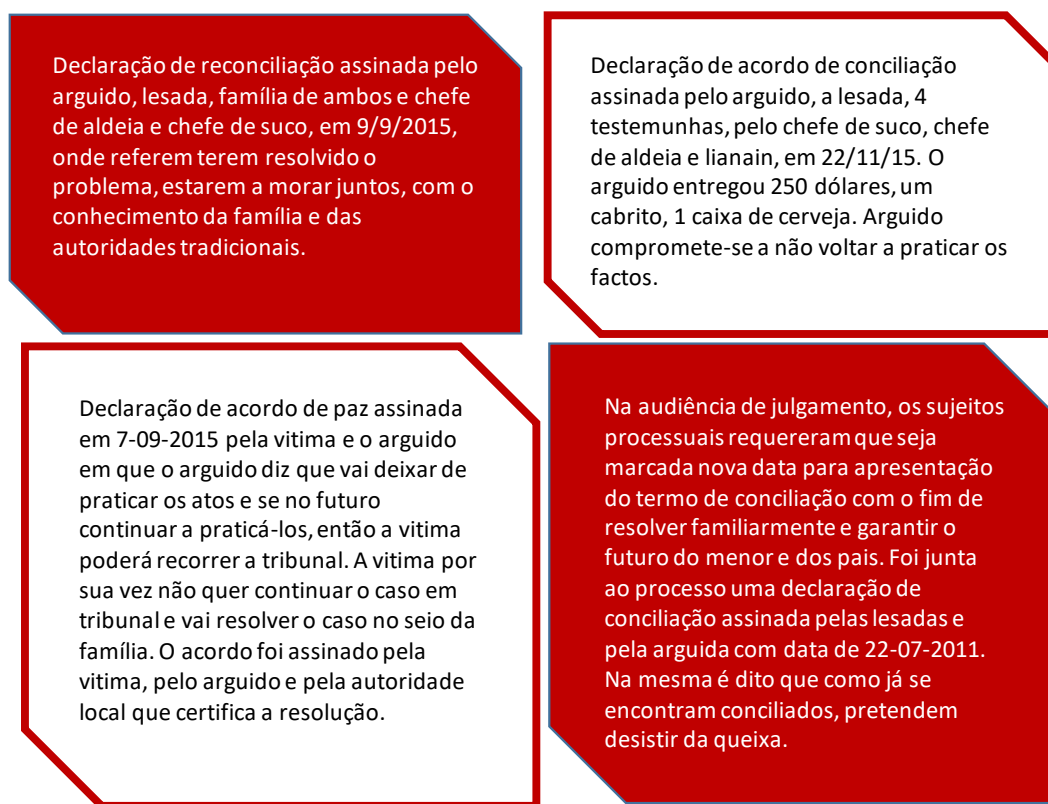 Declaração de reconciliação assinada pelo
arguido, lesada, família de ambos e chefe
de aldeia e chefe de suco, em 9/9/2015,
onde referem terem resolvido o
problema, estarem a morar juntos, com o
conhecimento da família e das
autoridades tradicionais.
Declaração de acordo de conciliação
assinada pelo arguido, a lesada, 4
testemunhas, pelo chefe de suco, chefe
de aldeia e lianain, em 22/11/15. O
arguido entregou 250 dólares, um
cabrito, 1 caixa de cerveja. Arguido
compromete-se a não voltar a praticar os
factos.
Declaração de acordo de paz assinada
em 7-09-2015 pela vitima e o arguido
em que o arguido diz que vai deixar de
praticar os atos e se no futuro
continuar a praticá-los, então a vitima
poderá recorrer a tribunal. A vitima por
sua vez não quer continuar o caso em
tribunal e vai resolver o caso no seio da
família. O acordo foi assinado pela
vitima, pelo arguido e pela autoridade
local que certifica a resolução.
Na audiência de julgamento, os sujeitos
processuais requereram que seja
marcada nova data para apresentação
do termo de conciliação com o fim de
resolver familiarmente e garantir o
futuro do menor e dos pais. Foi junta
ao processo uma declaração de
conciliação assinada pelas lesadas e
pela arguida com data de 22-07-2011.
Na mesma é dito que como já se
encontram conciliados, pretendem
desistir da queixa.